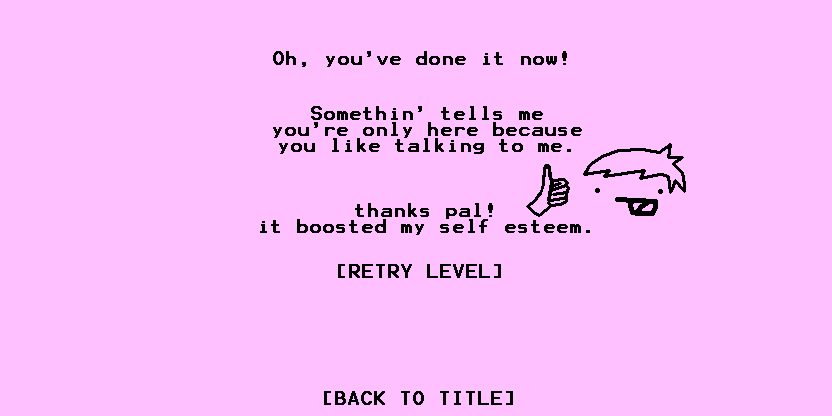 Oh, you've done it now!
Somethin' tells me
you're only here because
you like talking to me.
thanks pal!
it boosted my self esteem.
[RETRY LEVEL]
[BACK TO TITLE]